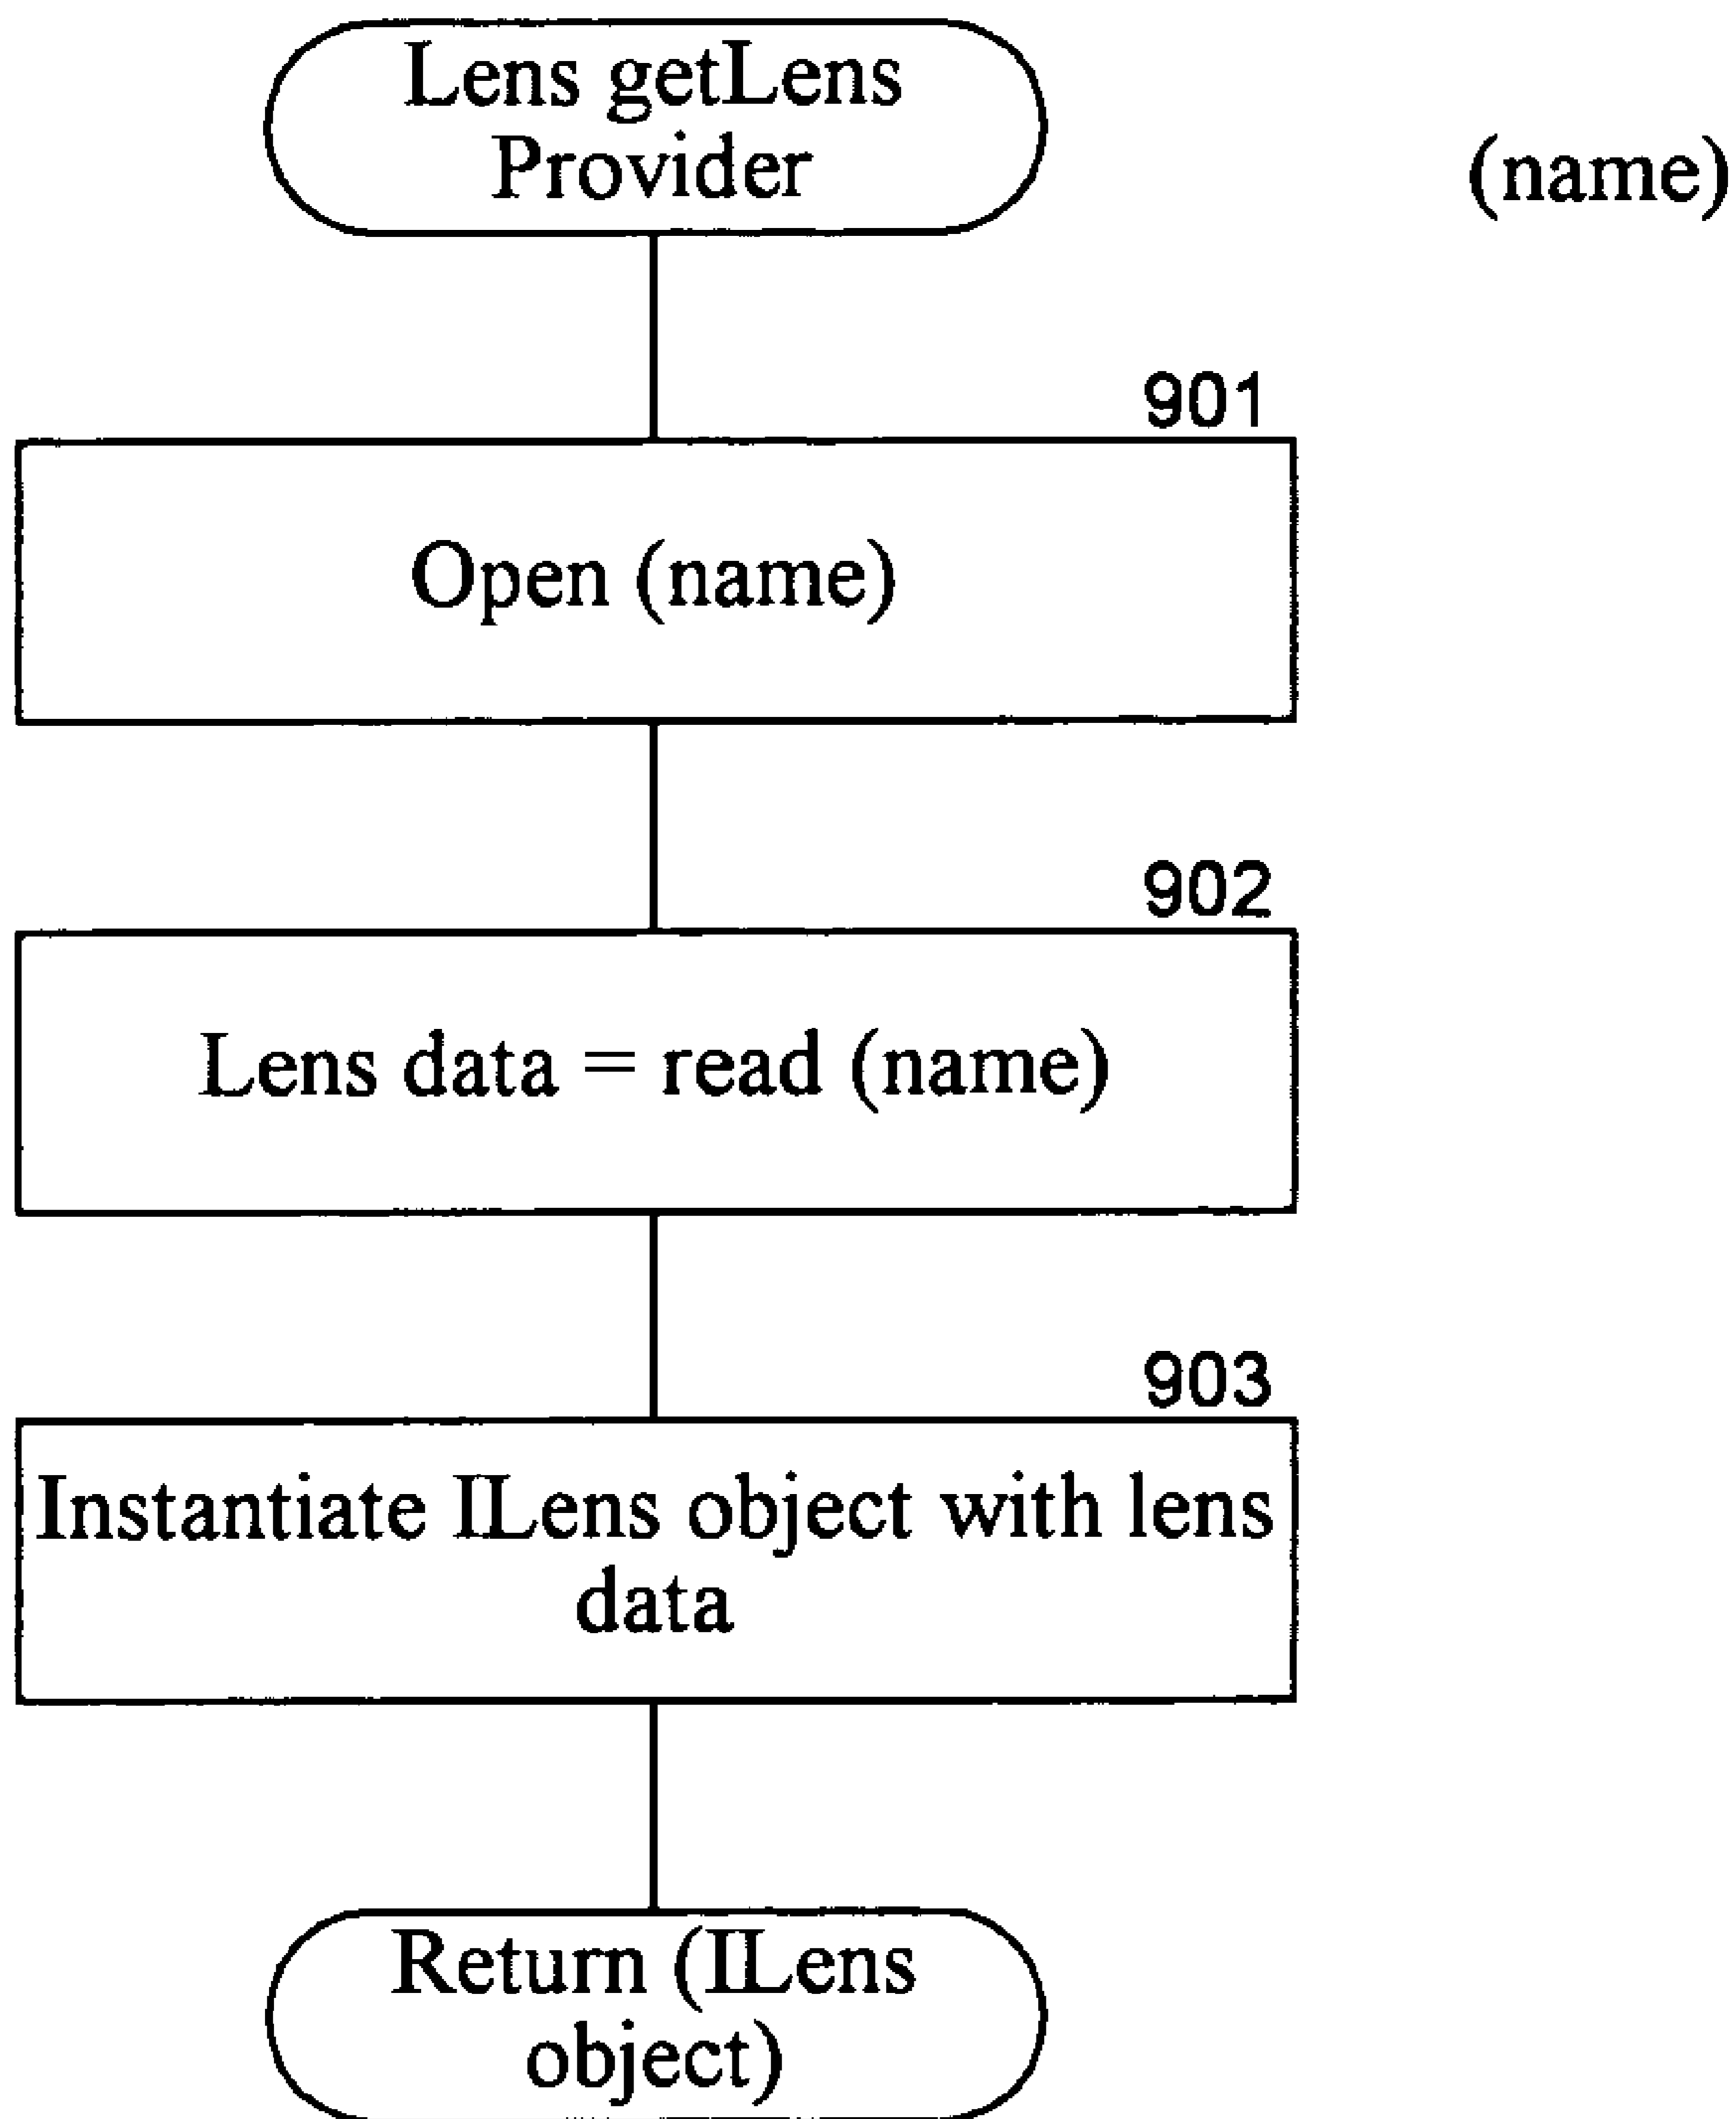 Lens getLens
Provider
(name)
901
Open (name)
902
Lens data = read (name)
903
Instantiate ILens object with lens
data
Return (ILens
object)